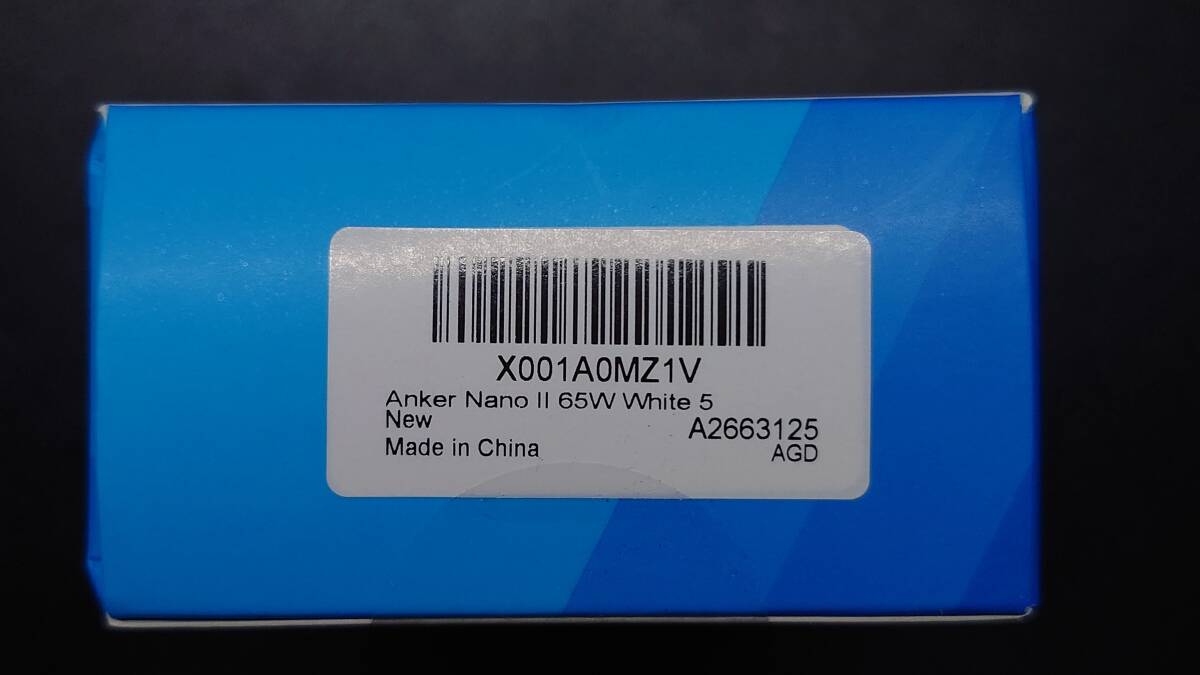 X001A0MZ1V
Anker Nano II 65W White 5
New
A2663125
Made in China
AGD